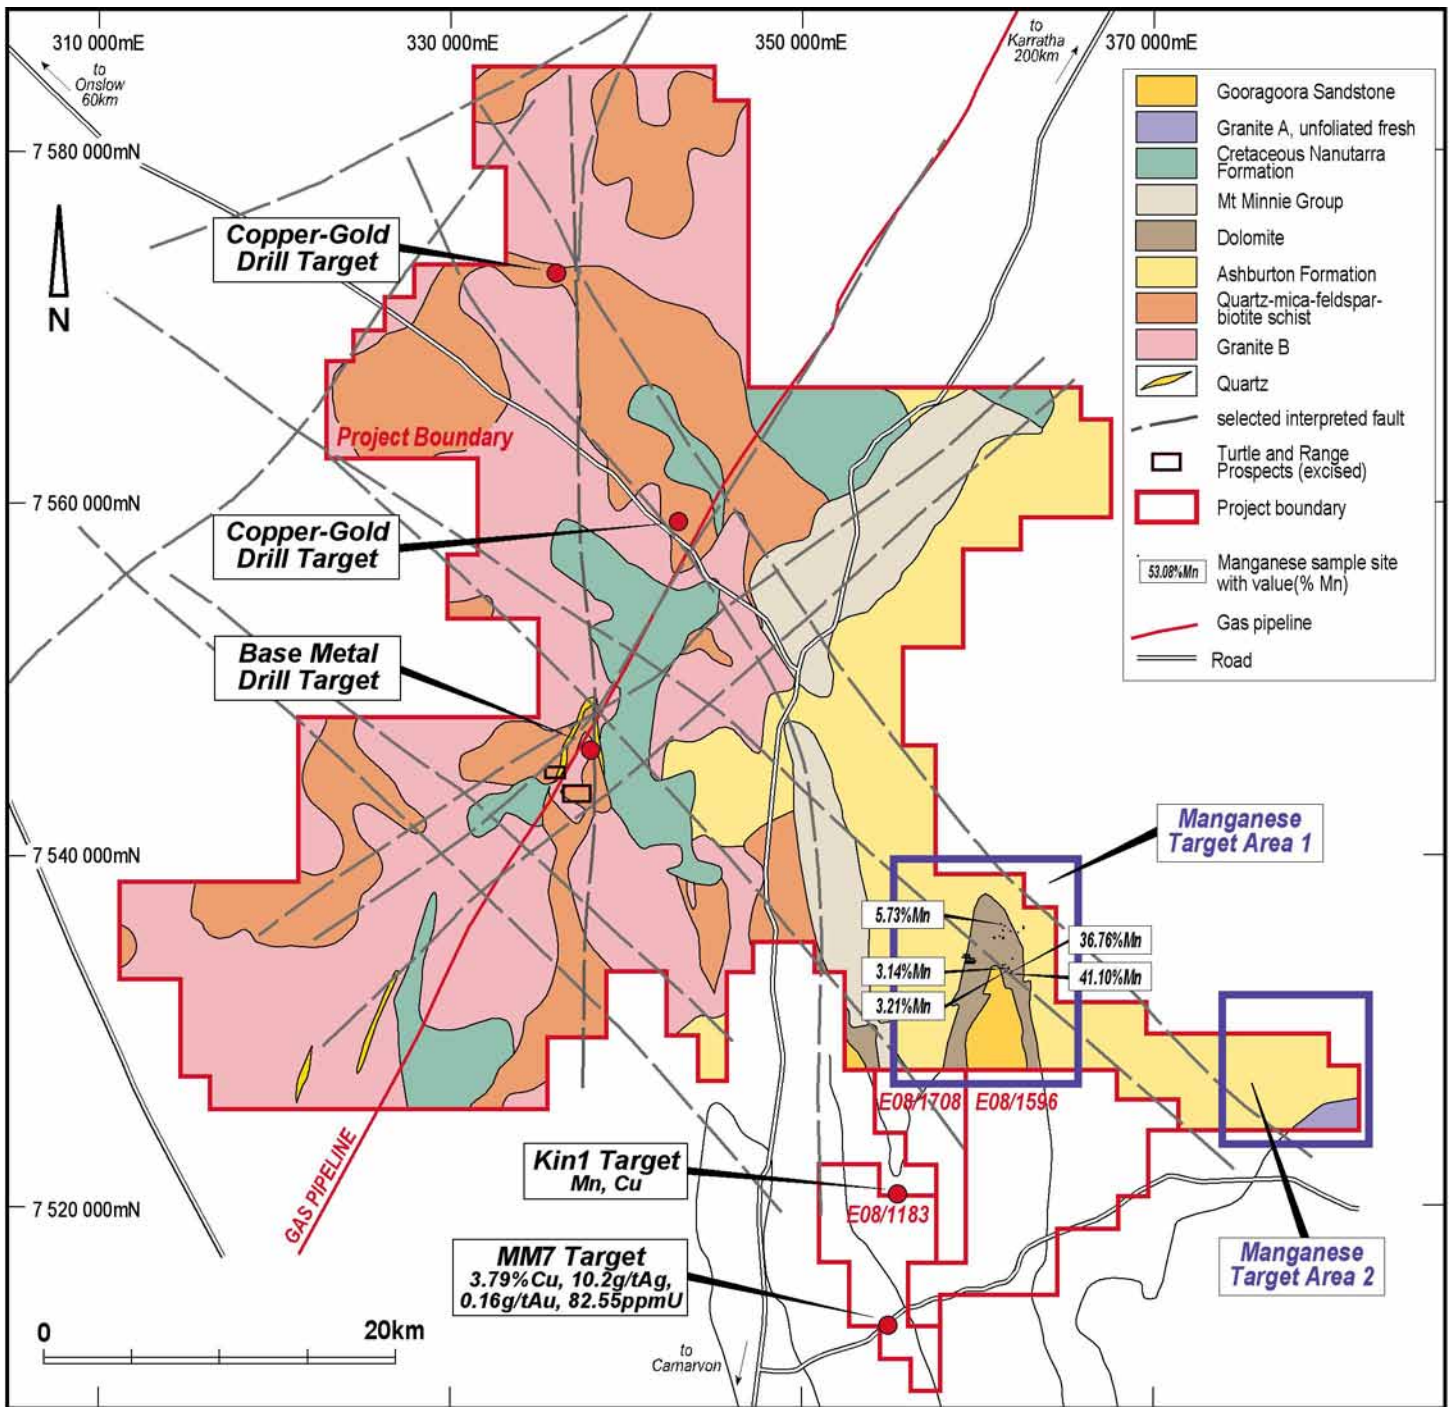 310 000mE
330 000mE
350 000mE
370 000mE
to
Onslow
60km
to
Karratha
200km
7 580 000mN
7 560 000mN
7 540 000mN
7 520 000mN
N
Gooragoora Sandstone
Granite A, unfoliated fresh
Cretaceous Nanutarra
Formation
Mt Minnie Group
Dolomite
Ashburton Formation
Quartz-mica-feldspar-
biotite schist
Granite B
Quartz
selected interpreted fault
Turtle and Range
Prospects (excised)
Project boundary
53.08%Mn
Manganese sample site
with value(% Mn)
Gas pipeline
Road
Copper-Gold
Drill Target
Project Boundary
Copper-Gold
Drill Target
Base Metal
Drill Target
Manganese
Target Area 1
5.73%Mn
36.76%Mn
3.14%Mn
41.10%Mn
3.21%Mn
E08/1708
E08/1596
GAS PIPELINE
Kin1 Target
Mn, Cu
E08/1183
MM7 Target
3.79%Cu, 10.2g/tAg,
0.16g/tAu, 82.55ppmU
Manganese
Target Area 2
0
20km
to
Carnarvon